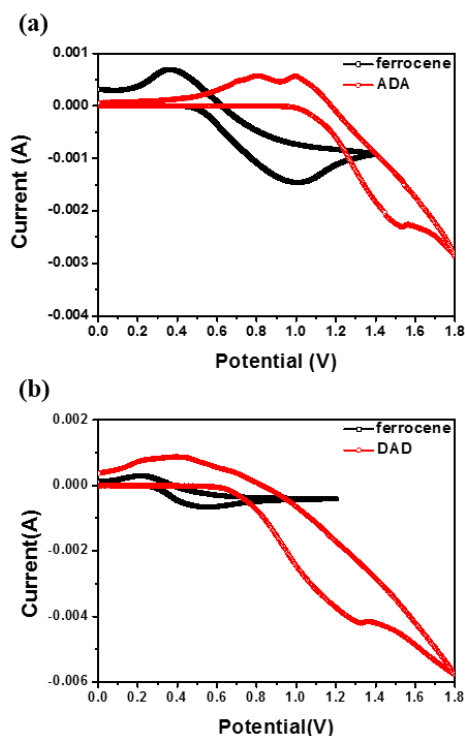 (a)
0.001
0.000
-0.001
-0.002
-0.003
-0.004
Current (A)
ferrocene
ADA
0.0 0.2 0.4 0.6 0.8 1.0 1.2 1.4 1.6 1.8
Potential (V)
(b)
0.002
0.000
-0.002
-0.004
-0.006
Current(A)
ferrocene
DAD
0.0 0.2 0.4 0.6 0.8 1.0 1.2 1.4 1.6 1.8
Potential(V)